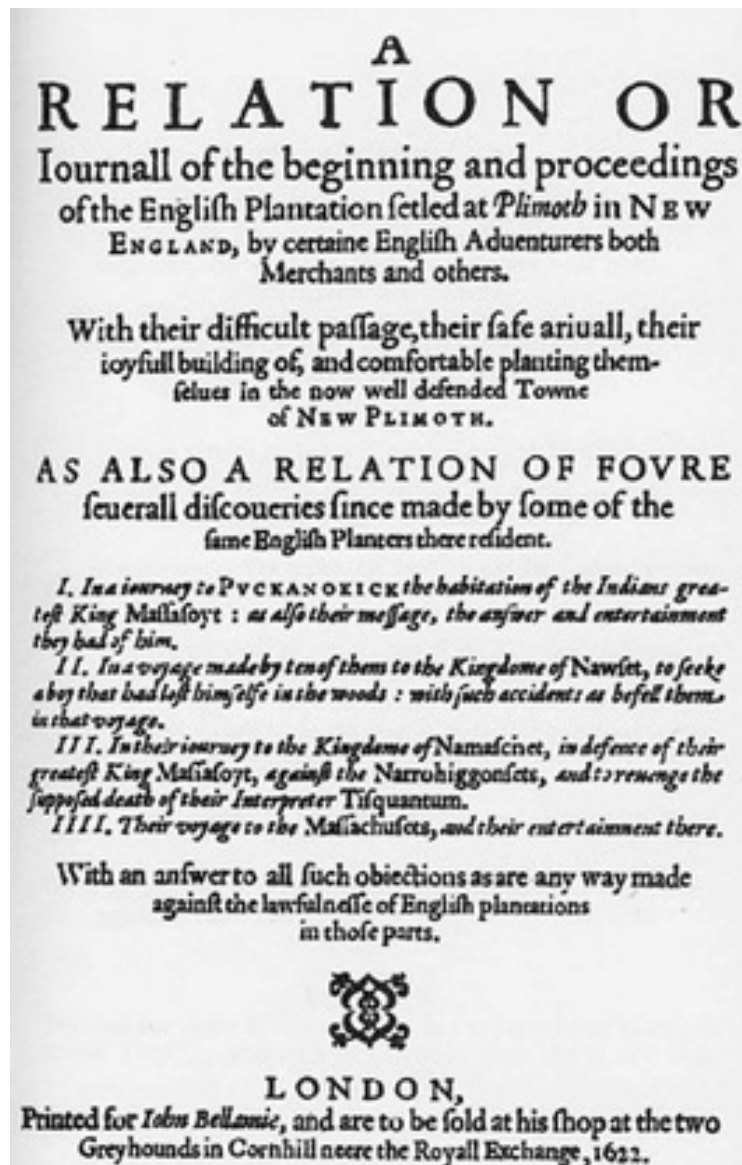 A
RELATION OR
Iournall of the beginning and proceedings
of the Engliſh Plantation ſetled at Plimoth in NEW
ENGLAND, by certaine Engliſh Aduenturers both
Merchants and others.
With their difficult paſſage, their ſafe ariuall, their
ioyfull building of, and comfortable planting them-
ſelues in the now well defended Towne
of NEW PLIMOTH.
AS ALSO A RELATION OF FOVRE
ſeuerall diſcoueries ſince made by ſome of the
ſame Engliſh Planters there reſident.
I. In a iourney to PVCKANOKICK the habitation of the Indians grea-
teſt King Maſſaſoyt : as alſo their meſſage, the anſwer and entertainment
they had of him.
II. In a voyage made by ten of them to the Kingdome of Nawſet, to ſeeke
a boy that had loſt himſelfe in the woods : with ſuch accidents as befell them
in that voyage.
III. In their iourney to the Kingdome of Namaſchet, in defence of their
greateſt King Maſſaſoyt, againſt the Narrohiggonſets, and to reuenge the
ſuppoſed death of their Interpreter Tiſquantum.
IIII. Their voyage to the Maſſachuſets, and their entertainment there.
With an anſwer to all ſuch obiections as are any way made
againſt the lawfulneſſe of Engliſh plantations
in thoſe parts.
LONDON,
Printed for Iohn Bellamie, and are to be ſold at his ſhop at the two
Greyhounds in Cornhill neere the Royall Exchange, 1622.